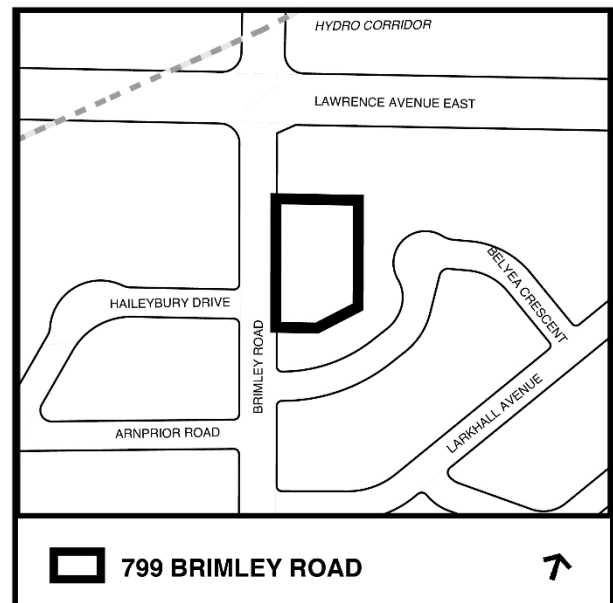 HYDRO CORRIDOR
LAWRENCE AVENUE EAST
BELYEA CRESCENT
HAILEYBURY DRIVE
BRIMLEY ROAD
LARKHALL AVENUE
ARNPRIOR ROAD
799 BRIMLEY ROAD